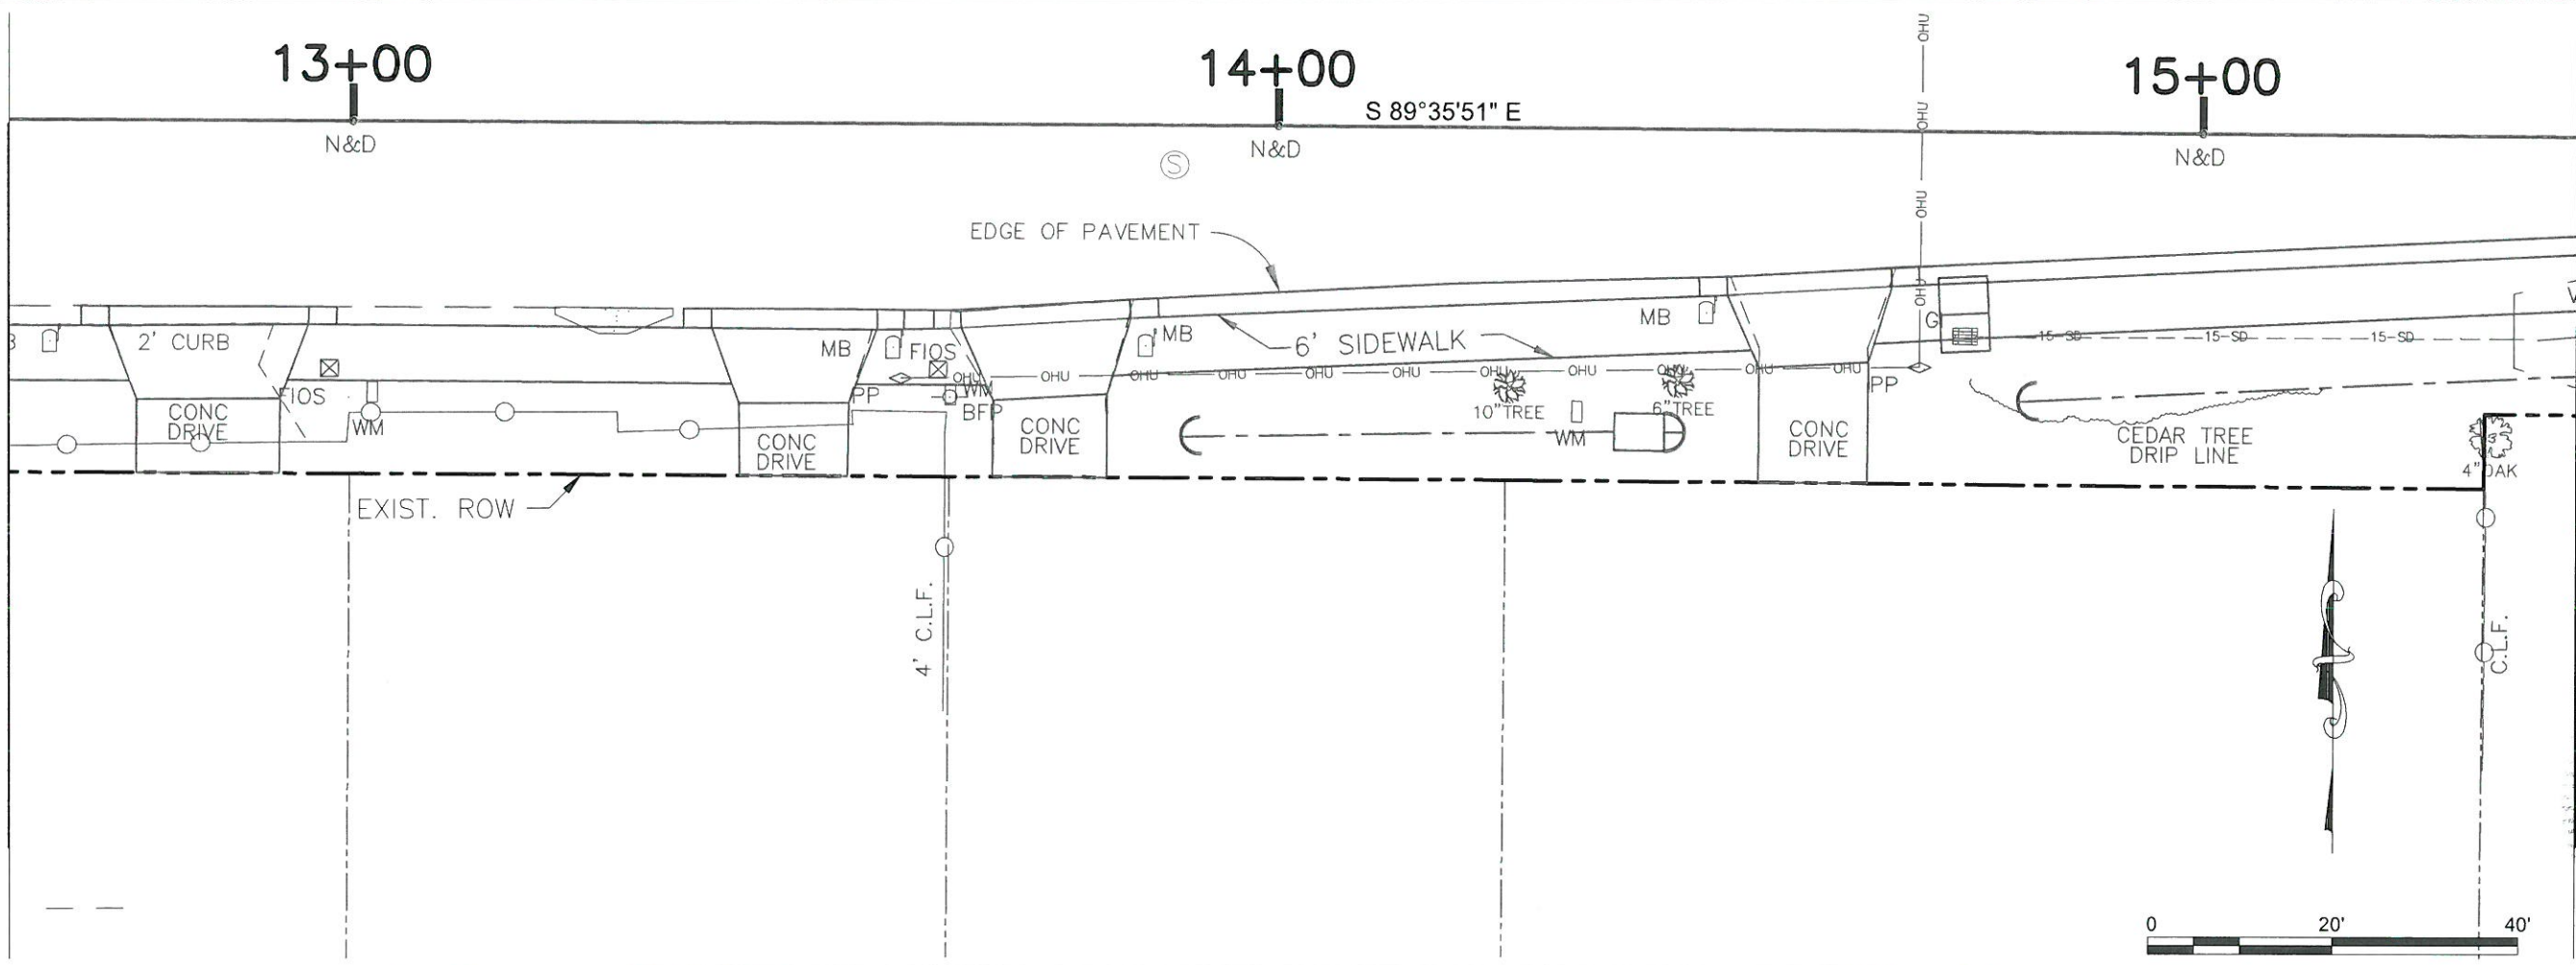 13+00
14+00
15+00
S 89°35'51" E
N&D
N&D
N&D
S
OHU
OHU
OHU
OHU
EDGE OF PAVEMENT
2' CURB
MB
FIOS
MB
MB
6' SIDEWALK
G
15-SD
15-SD
15-SD
FIOS
CONC
DRIVE
WM
PP
OHU
WM
BFP
OHU
OHU
OHU
OHU
OHU
OHU
OHU
OHU
OHU
OHU
PP
CONC
DRIVE
CONC
DRIVE
10"TREE
6"TREE
WM
CONC
DRIVE
CEDAR TREE
DRIP LINE
4"OAK
EXIST. ROW
4' C.L.F.
C.L.F.
0
20'
40'